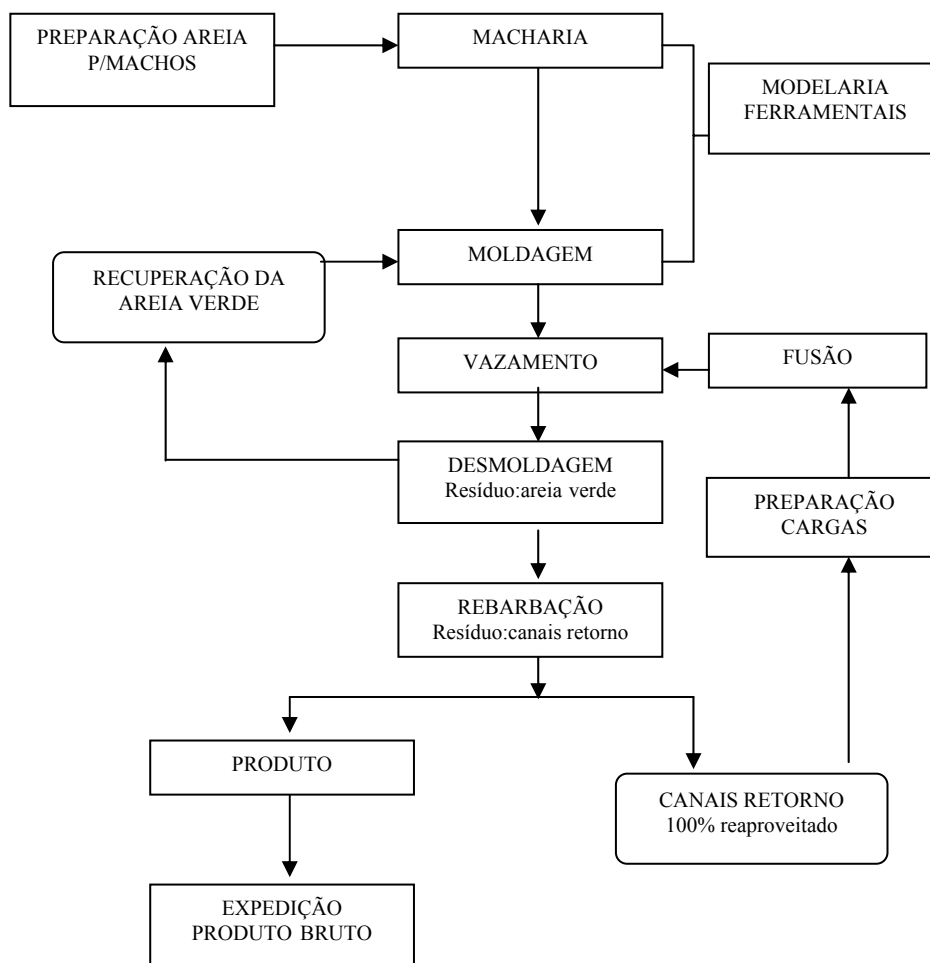 PREPARAÇÃO AREIA
P/MACHOS
MACHARIA
MODELARIA
FERRAMENTAIS
MOLDAGEM
RECUPERAÇÃO DA
AREIA VERDE
VAZAMENTO
FUSÃO
DESMOLDAGEM
Resíduo:areia verde
PREPARAÇÃO
CARGAS
REBARBAÇÃO
Resíduo:canais retorno
PRODUTO
CANAIS RETORNO
100% reaproveitado
EXPEDIÇÃO
PRODUTO BRUTO